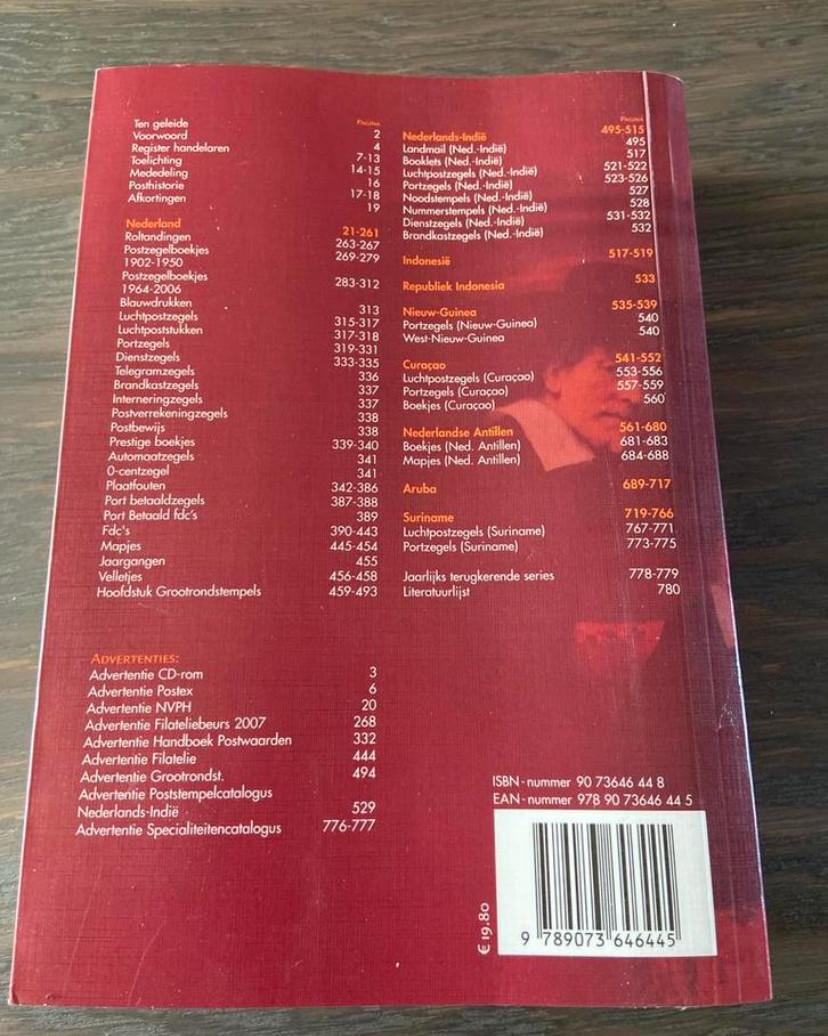 PAGINA
Ten geleide 2
Voorwoord 4
Register handelaren 7-13
Toelichting 14-15
Mededeling 16
Posthistorie 17-18
Afkortingen 19
Nederland 21-261
Roltandingen 263-267
Postzegelboekjes
1902-1950 269-279
Postzegelboekjes
1964-2006 283-312
Blauwdrukken 313
Luchtpostzegels 315-317
Luchtpoststukken 317-318
Portzegels 319-331
Dienstzegels 333-335
Telegramzegels 336
Brandkastzegels 337
Interneringzegels 337
Postverrekeningzegels 338
Postbewijs 338
Prestige boekjes 339-340
Automaatzegels 341
0-centzegel 341
Plaatfouten 342-386
Port betaaldzegels 387-388
Port Betaald fdc's 389
Fdc's 390-443
Mapjes 445-454
Jaargangen 455
Velletjes 456-458
Hoofdstuk Grootrondstempels 459-493
PAGINA
Nederlands-Indië 495-515
Landmail (Ned.-Indië) 495
Booklets (Ned.-Indië) 517
Luchtpostzegels (Ned.-Indië) 521-522
Portzegels (Ned.-Indië) 523-526
Noodstempels (Ned.-Indië) 527
Nummerstempels (Ned.-Indië) 528
Dienstzegels (Ned.-Indië) 531-532
Brandkastzegels (Ned.-Indië) 532
Indonesië 517-519
Republiek Indonesia 533
Nieuw-Guinea 535-539
Portzegels (Nieuw-Guinea) 540
West-Nieuw-Guinea 540
Curaçao 541-552
Luchtpostzegels (Curaçao) 553-556
Portzegels (Curaçao) 557-559
Boekjes (Curaçao) 560
Nederlandse Antillen 561-680
Boekjes (Ned. Antillen) 681-683
Mapjes (Ned. Antillen) 684-688
Aruba 689-717
Suriname 719-766
Luchtpostzegels (Suriname) 767-771
Portzegels (Suriname) 773-775
Jaarlijks terugkerende series 778-779
Literatuurlijst 780
ADVERTENTIES:
Advertentie CD-rom 3
Advertentie Postex 6
Advertentie NVPH 20
Advertentie Filateliebeurs 2007 268
Advertentie Handboek Postwaarden 332
Advertentie Filatelie 444
Advertentie Grootrondst. 494
Advertentie Poststempelcatalogus
Nederlands-Indië 529
Advertentie Specialiteitencatalogus 776-777
ISBN-nummer 90 73646 44 8
EAN-nummer 978 90 73646 44 5
€ 19.80
9 789073 646445